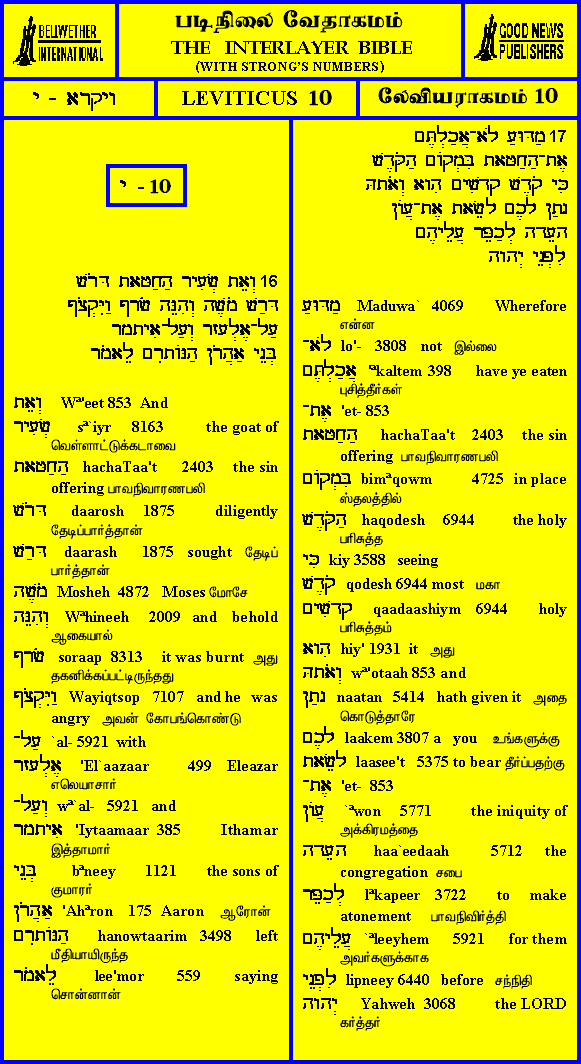 BELLWETHER
INTERNATIONAL
படிநிலை வேதாகமம்
THE INTERLAYER BIBLE
(WITH STRONG'S NUMBERS)
GOOD NEWS
PUBLISHERS
ויקרא - י
LEVITICUS 10
லேவியராகமம் 10
10 - י
16 וְאֵת שְׂעִיר הַחַטָּאת דָּרֹשׁ
דָּרַשׁ מֹשֶׁה וְהִנֵּה שֹׂרָף וַיִּקְצֹף
עַל־אֶלְעָזָר וְעַל־אִיתָמָר
בְּנֵי אַהֲרֹן הַנּוֹתָרִם לֵאמֹר
וְאֵת Wª'eet 853 And
שְׂעִיר sª`iyr 8163 the goat of
வெள்ளாட்டுக்கடாவை
הַחַטָּאת hachaTaa't 2403 the sin
offering பாவநிவாரணபலி
דָּרֹשׁ daarosh 1875 diligently
தேடிப்பார்த்தான்
דָּרַשׁ daarash 1875 sought தேடிப்
பார்த்தான்
מֹשֶׁה Mosheh 4872 Moses மோசே
וְהִנֵּה Wªhineeh 2009 and behold
ஆகையால்
שֹׂרָף soraap 8313 it was burnt அது
தகனிக்கப்பட்டிருந்தது
וַיִּקְצֹף Wayiqtsop 7107 and he was
angry அவன் கோபங்கொண்டு
עַל־ `al- 5921 with
אֶלְעָזָר 'El`aazaar 499 Eleazar
எலெயாசார்
וְעַל־ wª`al- 5921 and
אִיתָמָר 'Iytaamaar 385 Ithamar
இத்தாமார்
בְּנֵי bªneey 1121 the sons of
குமாரர்
אַהֲרֹן 'Ahªron 175 Aaron ஆரோன்
הַנּוֹתָרִם hanowtaarim 3498 left
மீதியாயிருந்த
לֵאמֹר lee'mor 559 saying
சொன்னான்
17 מַדּוּעַ לֹא־אֲכַלְתֶּם
אֶת־הַחַטָּאת בִּמְקוֹם הַקֹּדֶשׁ
כִּי קֹדֶשׁ קָדָשִׁים הִוא וְאֹתָהּ
נָתַן לָכֶם לָשֵׂאת אֶת־עֲוֹן
הָעֵדָה לְכַפֵּר עֲלֵיהֶם
לִפְנֵי יְהוָה
מַדּוּעַ Maduwa` 4069 Wherefore
என்ன
לֹא־ lo'- 3808 not இல்லை
אֲכַלְתֶּם 'ªkaltem 398 have ye eaten
புசித்தீர்கள்
אֶת־ 'et- 853
הַחַטָּאת hachaTaa't 2403 the sin
offering பாவநிவாரணபலி
בִּמְקוֹם bimªqowm 4725 in place
ஸ்தலத்தில்
הַקֹּדֶשׁ haqodesh 6944 the holy
பரிசுத்த
כִּי kiy 3588 seeing
קֹדֶשׁ qodesh 6944 most மகா
קָדָשִׁים qaadaashiym 6944 holy
பரிசுத்தம்
הִוא hiy' 1931 it அது
וְאֹתָהּ wª'otaah 853 and
נָתַן naatan 5414 hath given it அதை
கொடுத்தாரே
לָכֶם laakem 3807 a you உங்களுக்கு
לָשֵׂאת laasee't 5375 to bear தீர்ப்பதற்கு
אֶת־ 'et- 853
עֲוֹן `ªwon 5771 the iniquity of
அக்கிரமத்தை
הָעֵדָה haa`eedaah 5712 the
congregation சபை
לְכַפֵּר lªkapeer 3722 to make
atonement பாவநிவிர்த்தி
עֲלֵיהֶם `ªleeyhem 5921 for them
அவர்களுக்காக
לִפְנֵי lipneey 6440 before சந்நிதி
יְהוָה Yahweh 3068 the LORD
கர்த்தர்